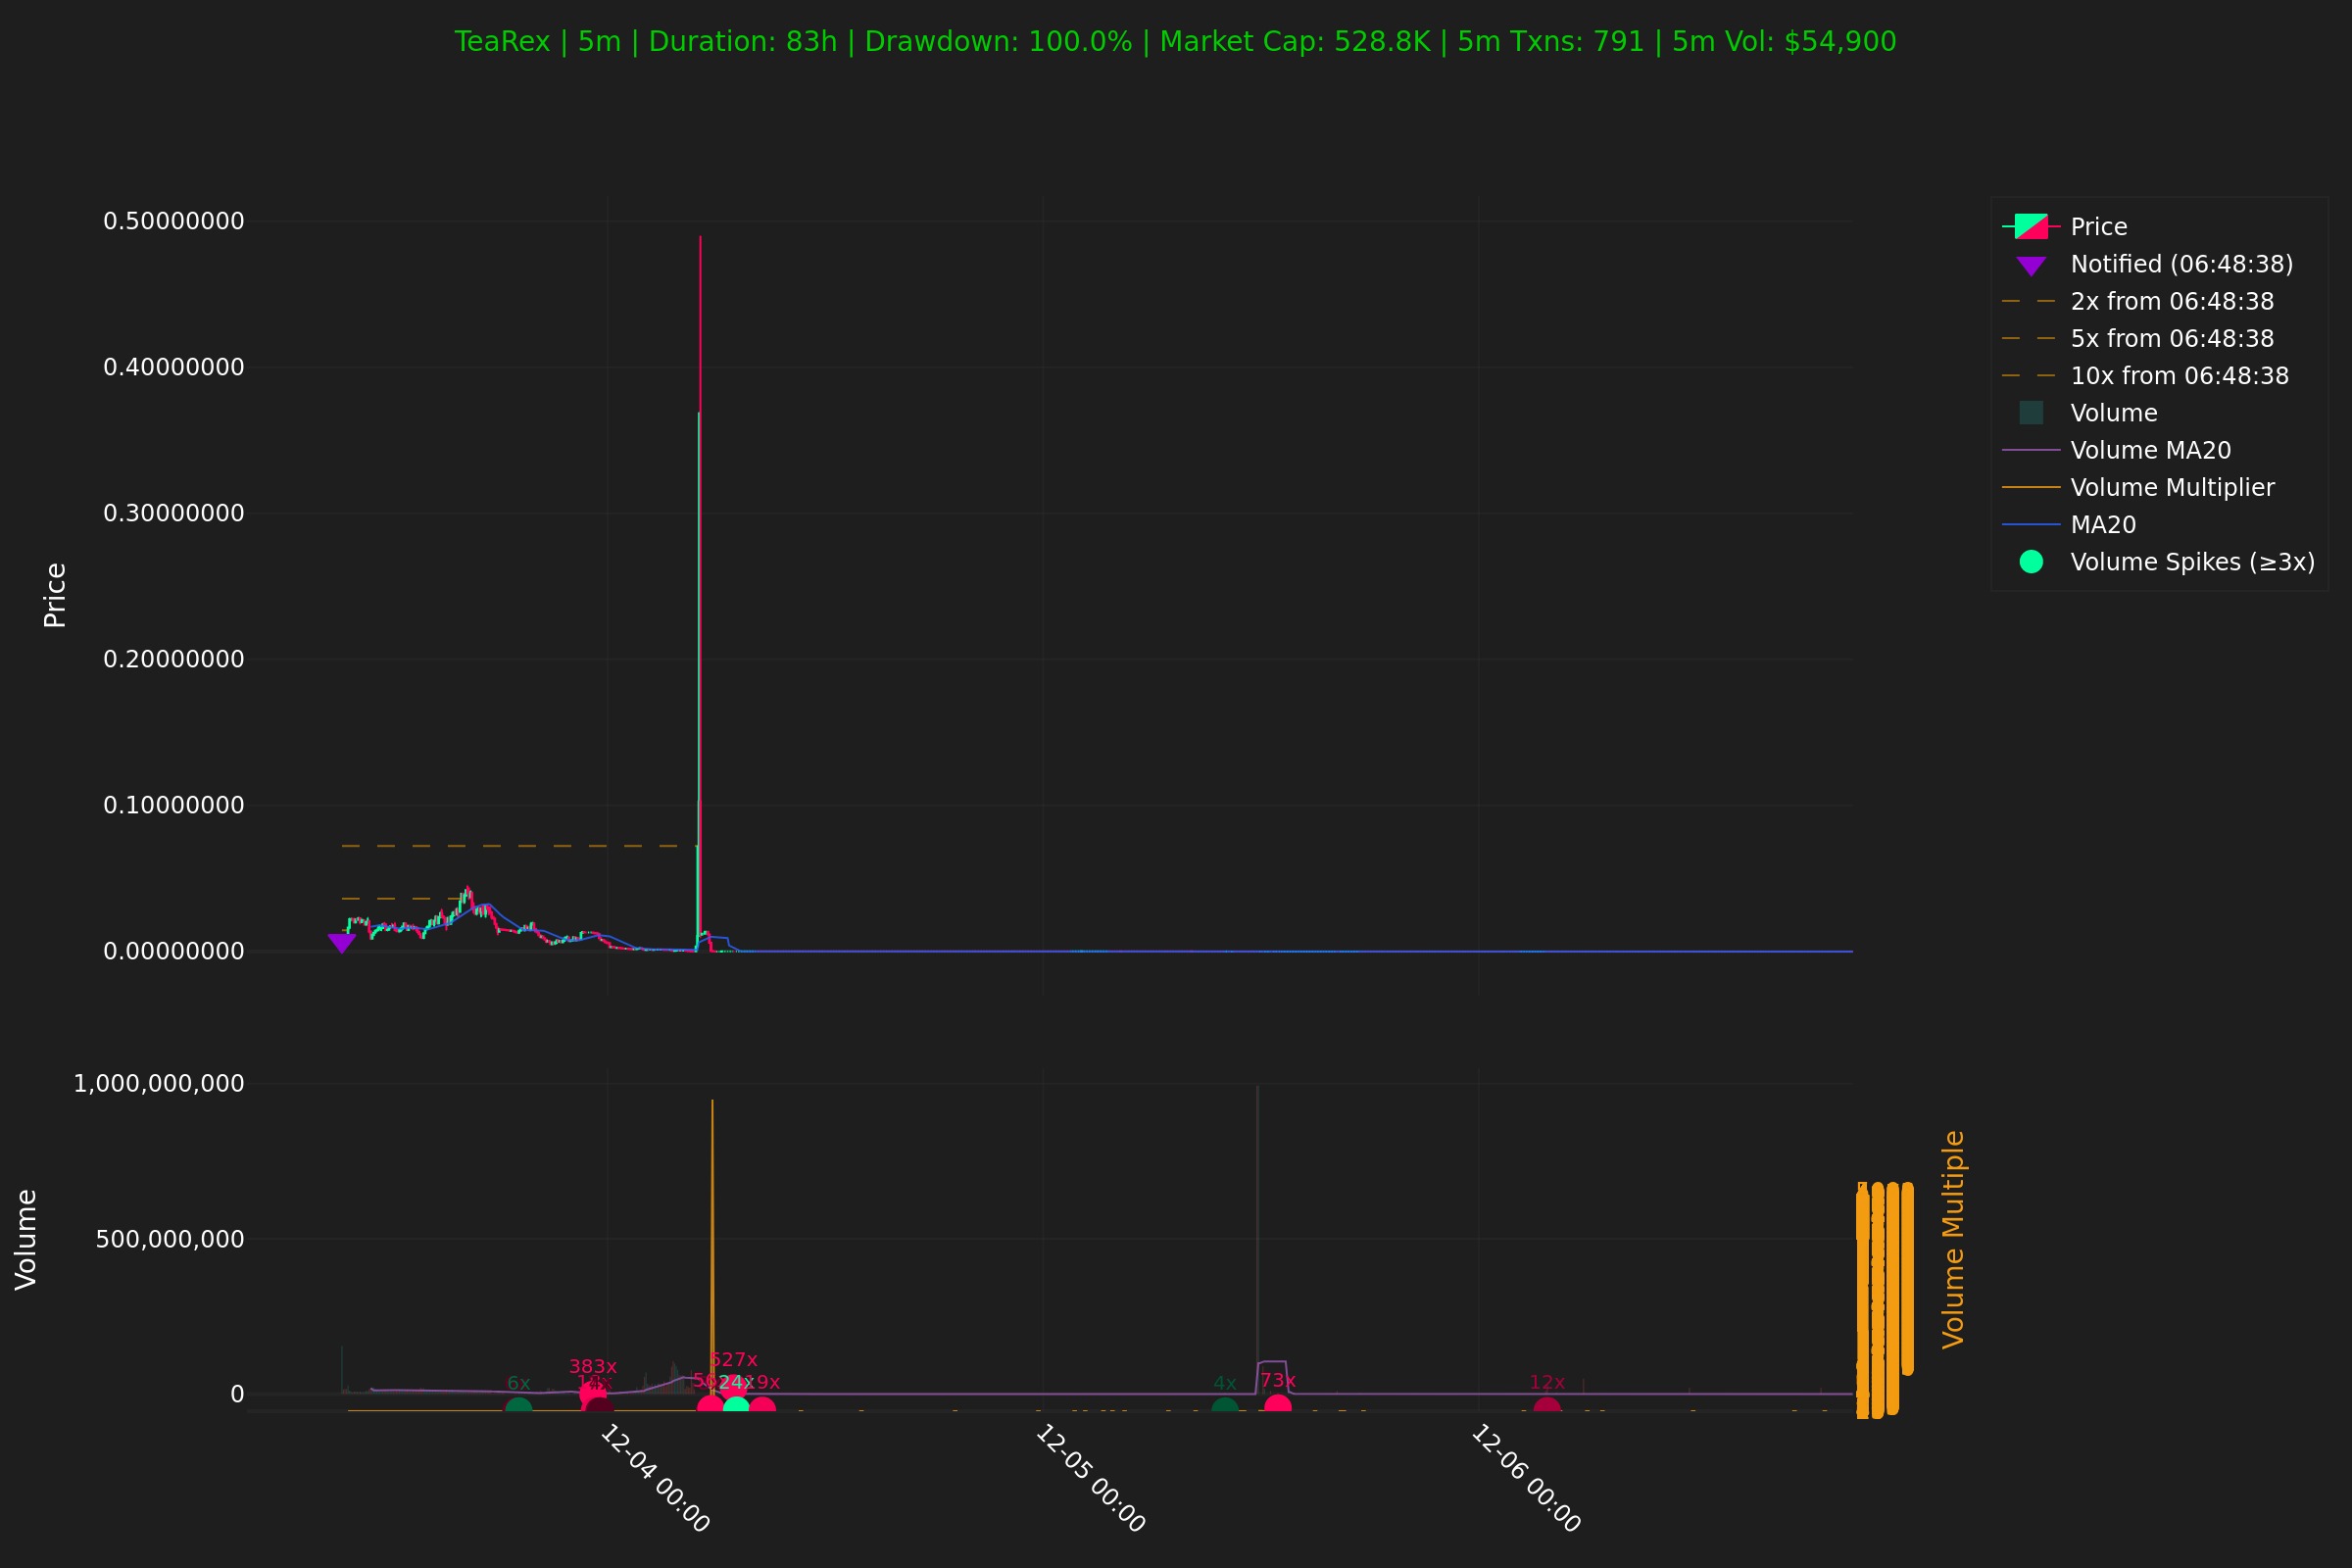 TeaRex | 5m | Duration: 83h | Drawdown: 100.0% | Market Cap: 528.8K | 5m Txns: 791 | 5m Vol: $54,900
Price
0.50000000
0.40000000
0.30000000
0.20000000
0.10000000
0.00000000
Price
Notified (06:48:38)
2x from 06:48:38
5x from 06:48:38
10x from 06:48:38
Volume
Volume MA20
Volume Multiplier
MA20
Volume Spikes (≥3x)
Volume
1,000,000,000
500,000,000
0
6x
383x
527x
24x
4x
73x
12x
Volume Multiple
12-04 00:00
12-05 00:00
12-06 00:00